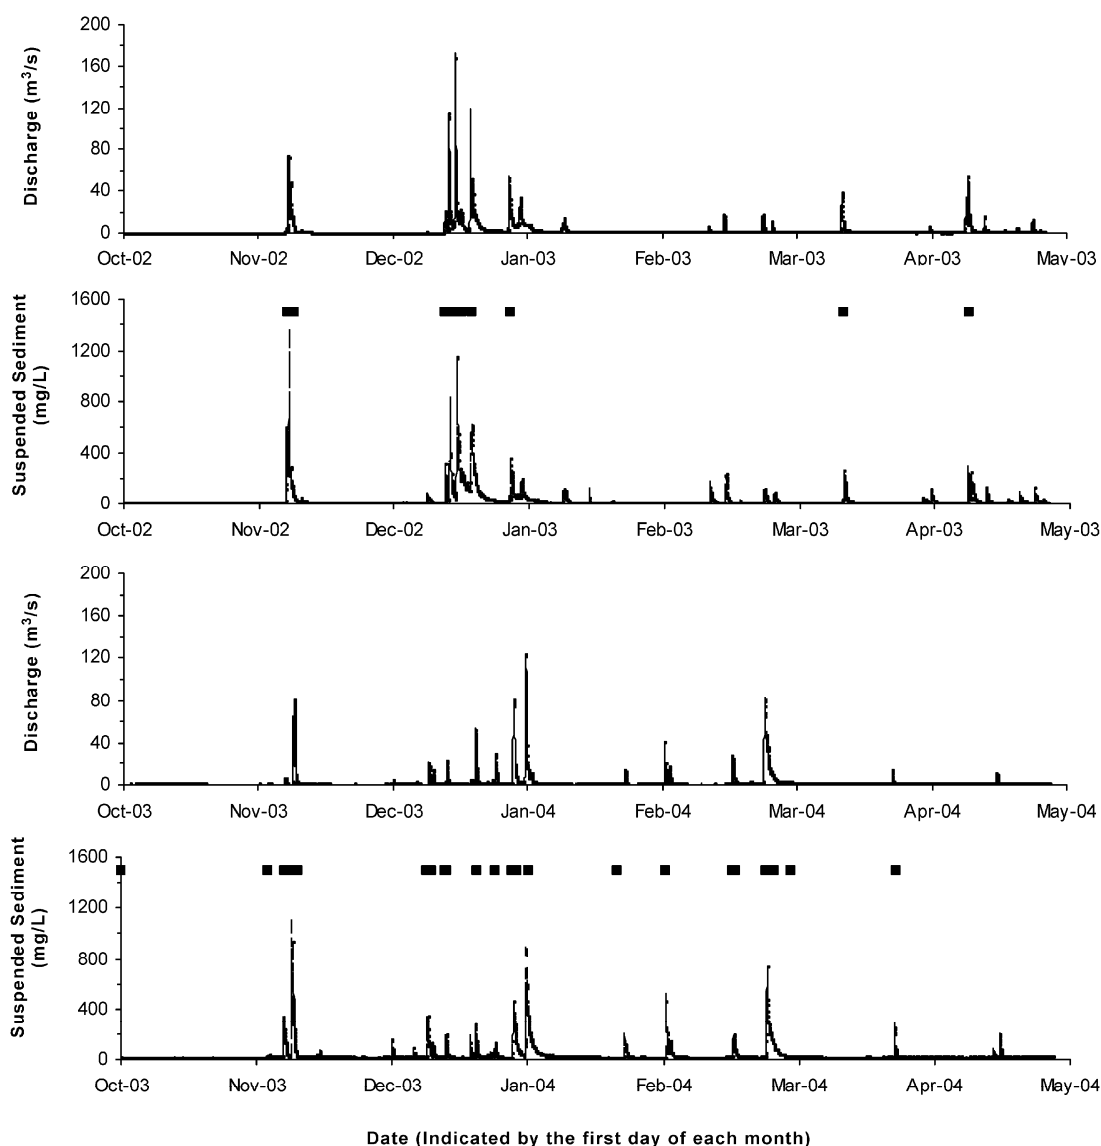 Discharge (m³/s)
200
160
120
80
40
0
Oct-02 Nov-02 Dec-02 Jan-03 Feb-03 Mar-03 Apr-03 May-03
Suspended Sediment
(mg/L)
1600
1200
800
400
0
Oct-02 Nov-02 Dec-02 Jan-03 Feb-03 Mar-03 Apr-03 May-03
Discharge (m³/s)
200
160
120
80
40
0
Oct-03 Nov-03 Dec-03 Jan-04 Feb-04 Mar-04 Apr-04 May-04
Suspended Sediment
(mg/L)
1600
1200
800
400
0
Oct-03 Nov-03 Dec-03 Jan-04 Feb-04 Mar-04 Apr-04 May-04
Date (Indicated by the first day of each month)